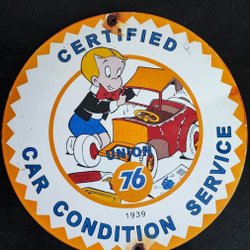 CERTIFIED
UNION
76
1939
CAR CONDITION SERVICE